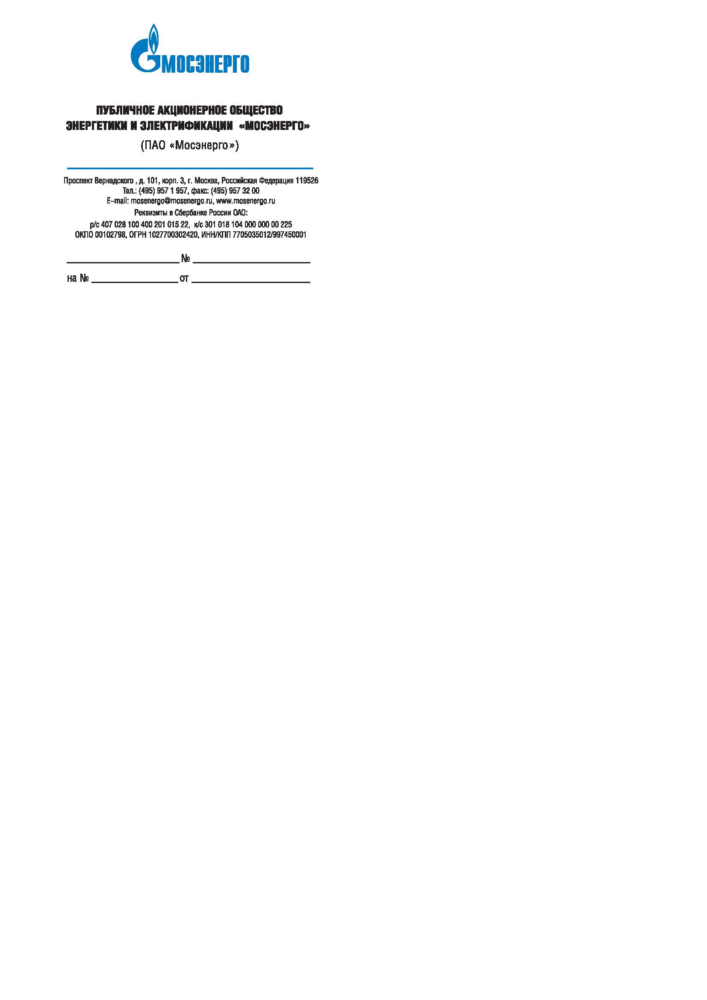 МОСЭНЕРГО
ПУБЛИЧНОЕ АКЦИОНЕРНОЕ ОБЩЕСТВО
ЭНЕРГЕТИКИ И ЭЛЕКТРИФИКАЦИИ «МОСЭНЕРГО»
(ПАО «Мосэнерго»)
Проспект Вернадского , д. 101, корп. 3, г. Москва, Российская Федерация 119526
Тел.: (495) 957 1 957, факс: (495) 957 32 00
E-mail: mosenergo@mosenergo.ru, www.mosenergo.ru
Реквизиты в Сбербанке России ОАО:
р/с 407 028 100 400 201 015 22, к/с 301 018 104 000 000 00 225
ОКПО 00102798, ОГРН 1027700302420, ИНН/КПП 7705035012/997450001
№
на № от